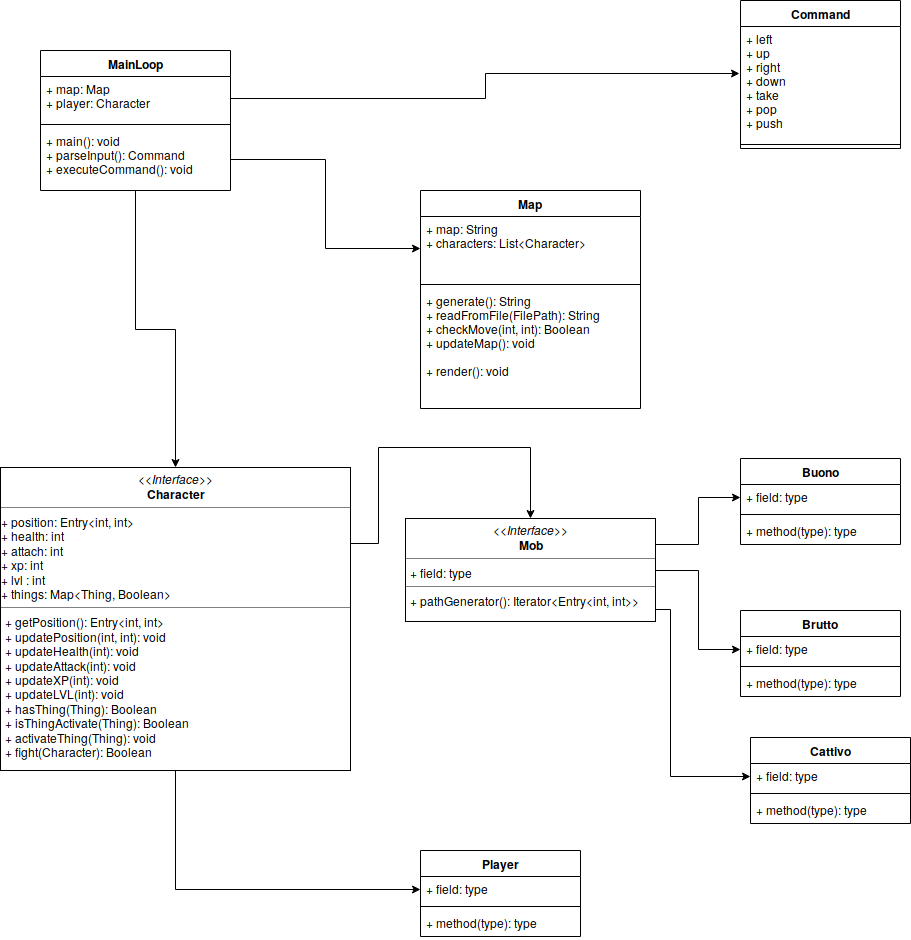 Command
+ left
+ up
+ right
+ down
+ take
+ pop
+ push
MainLoop
+ map: Map
+ player: Character
+ main(): void
+ parseInput(): Command
+ executeCommand(): void
Map
+ map: String
+ characters: List<Character>
+ generate(): String
+ readFromFile(FilePath): String
+ checkMove(int, int): Boolean
+ updateMap(): void
+ render(): void
<<Interface>>
Character
+ position: Entry<int, int>
+ health: int
+ attach: int
+ xp: int
+ lvl : int
+ things: Map<Thing, Boolean>
+ getPosition(): Entry<int, int>
+ updatePosition(int, int): void
+ updateHealth(int): void
+ updateAttack(int): void
+ updateXP(int): void
+ updateLVL(int): void
+ hasThing(Thing): Boolean
+ isThingActivate(Thing): Boolean
+ activateThing(Thing): void
+ fight(Character): Boolean
<<Interface>>
Mob
+ field: type
+ pathGenerator(): Iterator<Entry<int, int>>
Buono
+ field: type
+ method(type): type
Brutto
+ field: type
+ method(type): type
Cattivo
+ field: type
+ method(type): type
Player
+ field: type
+ method(type): type